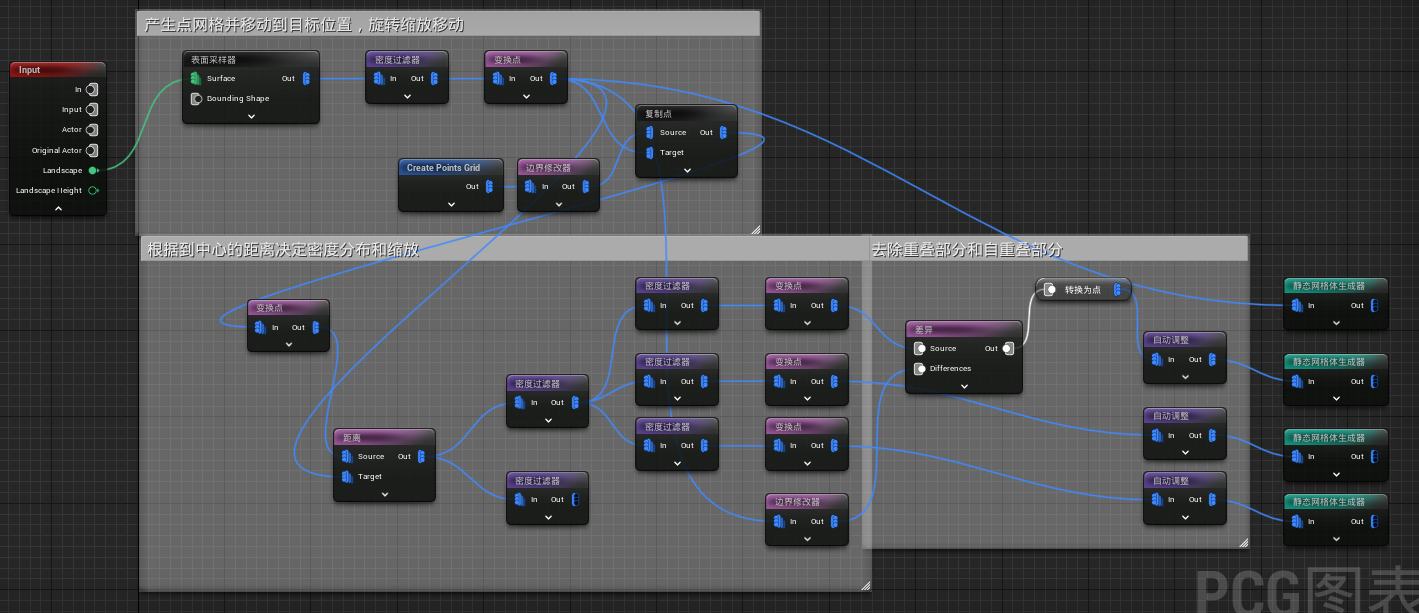 产生点网格并移动到目标位置，旋转缩放移动
Input
In
Input
Actor
Original Actor
Landscape
Landscape Height
表面采样器
Surface Out
Bounding Shape
密度过滤器
In Out
变换点
In Out
复制点
Source Out
Target
Create Points Grid
Out
边界修改器
In Out
根据到中心的距离决定密度分布和缩放
变换点
In Out
距离
Source Out
Target
密度过滤器
In Out
密度过滤器
In Out
密度过滤器
In Out
密度过滤器
In Out
密度过滤器
In Out
变换点
In Out
变换点
In Out
变换点
In Out
边界修改器
In Out
去除重叠部分和自重叠部分
差异
Source Out
Differences
转换为点
自动调整
In Out
自动调整
In Out
自动调整
In Out
静态网格体生成器
In Out
静态网格体生成器
In Out
静态网格体生成器
In Out
静态网格体生成器
In Out
PCG图表